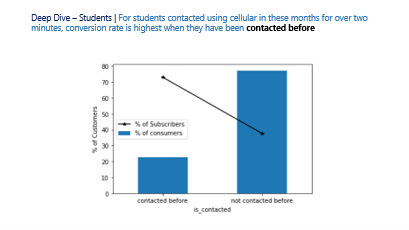 Deep Dive – Students | For students contacted using cellular in these months for over two
minutes, conversion rate is highest when they have been contacted before
80
70
60
50
40
30
20
10
0
% of Customers
% of Subscribers
% of consumers
contacted before
not contacted before
is_contacted